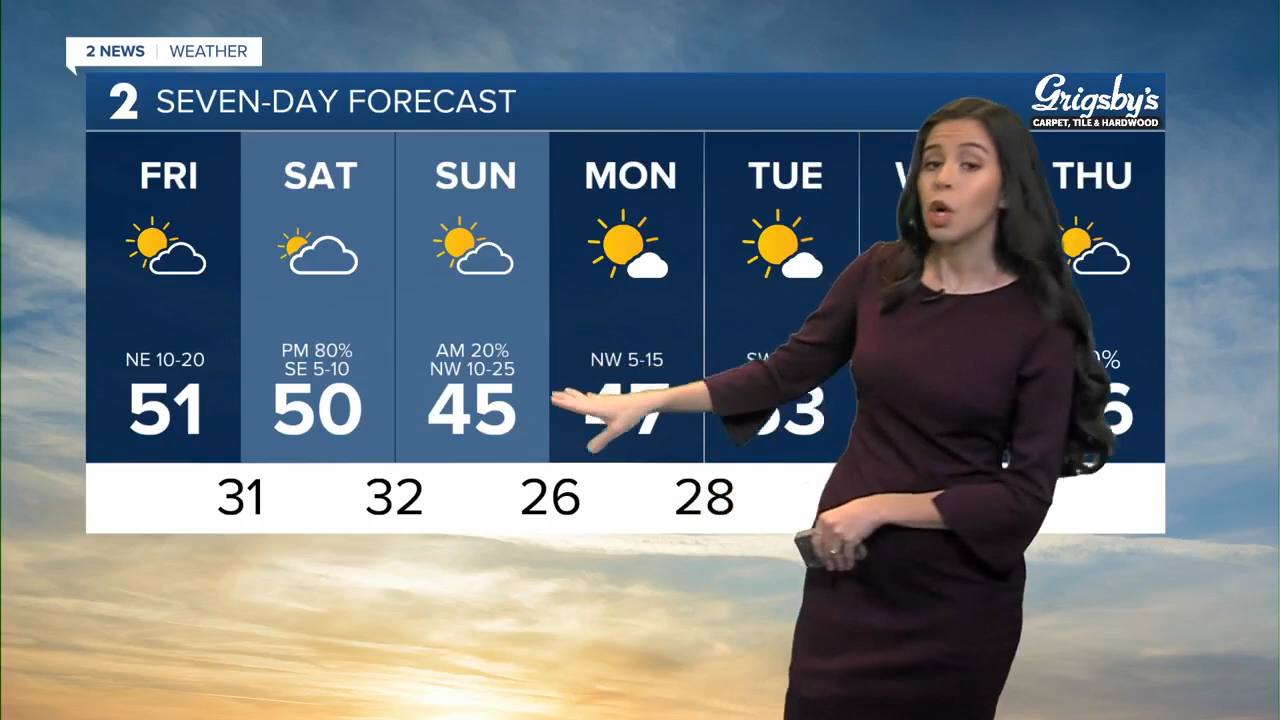 2 NEWS | WEATHER
2 SEVEN-DAY FORECAST
Grigsby's
CARPET, TILE & HARDWOOD
FRI SAT SUN MON TUE THU
NE 10-20
PM 80%
SE 5-10
AM 20%
NW 10-25
NW 5-15
51 50 45
31 32 26 28